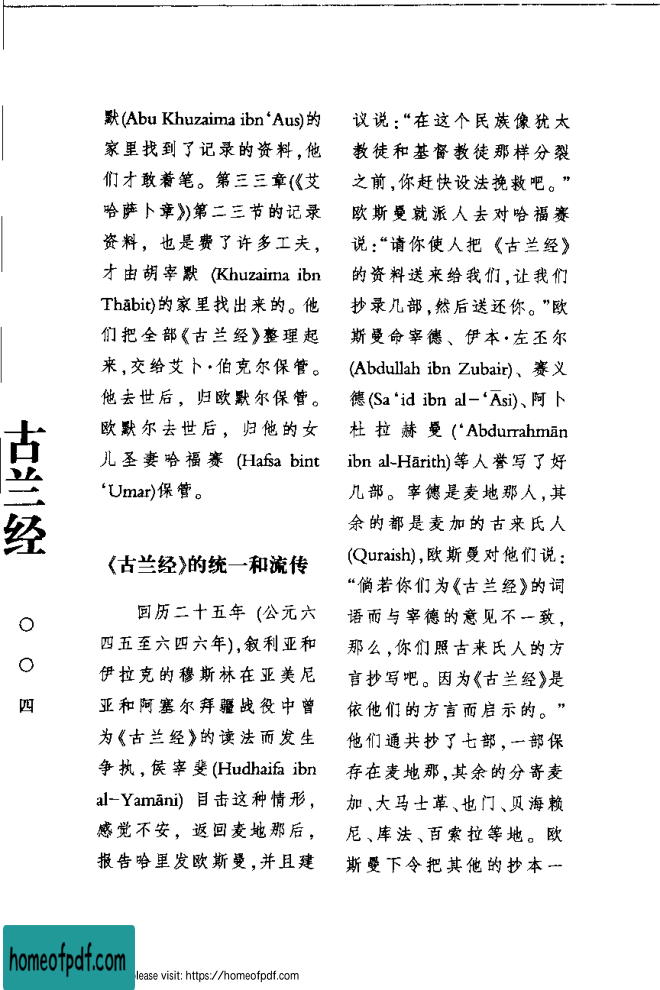 默(Abu Khuzaima ibn‘Aus)的
家里找到了记录的资料,他
们才敢着笔。第三三章(《艾
哈萨卜章》)第二三节的记录
资料，也是费了许多工夫，
才由胡宰默 (Khuzaima ibn
Thābit)的家里找出来的。他
们把全部《古兰经》整理起
来,交给艾卜·伯克尔保管。
他去世后，归欧默尔保管。
欧默尔去世后，归他的女
儿圣妻哈福赛 (Hafsa bint
‘Umar)保管。
《古兰经》的统一和流传
回历二十五年 (公元六
四五至六四六年),叙利亚和
伊拉克的穆斯林在亚美尼
亚和阿塞尔拜疆战役中曾
为《古兰经》的读法而发生
争执,侯宰斐(Hudhaifa ibn
al-Yamāni) 目击这种情形，
感觉不安，返回麦地那后，
报告哈里发欧斯曼,并且建
议说:“在这个民族像犹太
教徒和基督教徒那样分裂
之前,你赶快设法挽救吧。”
欧斯曼就派人去对哈福赛
说:“请你使人把《古兰经》
的资料送来给我们,让我们
抄录几部,然后送还你。”欧
斯曼命宰德、伊本·左丕尔
(Abdullah ibn Zubair)、赛义
德(Sa‘id ibn al-‘Āsi)、阿卜
杜拉赫曼(‘Abdurrahmān
ibn al-Hārith)等人誊写了好
几部。宰德是麦地那人,其
余的都是麦加的古来氏人
(Quraish),欧斯曼对他们说:
“倘若你们为《古兰经》的词
语而与宰德的意见不一致,
那么,你们照古来氏人的方
言抄写吧。因为《古兰经》是
依他们的方言而启示的。”
他们通共抄了七部,一部保
存在麦地那,其余的分寄麦
加、大马士革、也门、贝海赖
尼、库法、百索拉等地。欧
斯曼下令把其他的抄本一
古兰经
〇〇四
homeofpdf.com
lease visit: https://homeofpdf.com